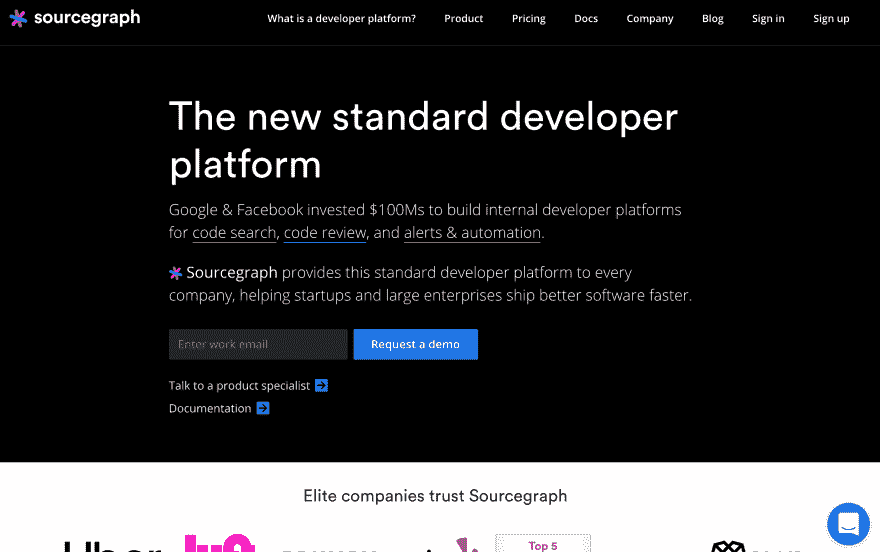 sourcegraph
What is a developer platform? Product Pricing Docs Company Blog Sign in Sign up
The new standard developer
platform
Google & Facebook invested $100Ms to build internal developer platforms
for code search, code review, and alerts & automation.
Sourcegraph provides this standard developer platform to every
company, helping startups and large enterprises ship better software faster.
Enter work email Request a demo
Talk to a product specialist
Documentation
Elite companies trust Sourcegraph
Uber Top 5